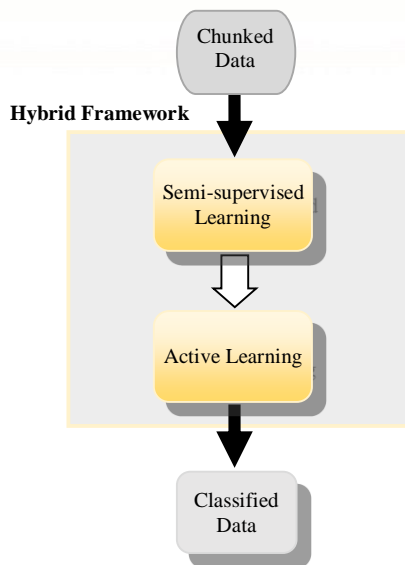 Chunked
Data
Hybrid Framework
Semi-supervised
Learning
Active Learning
Classified
Data